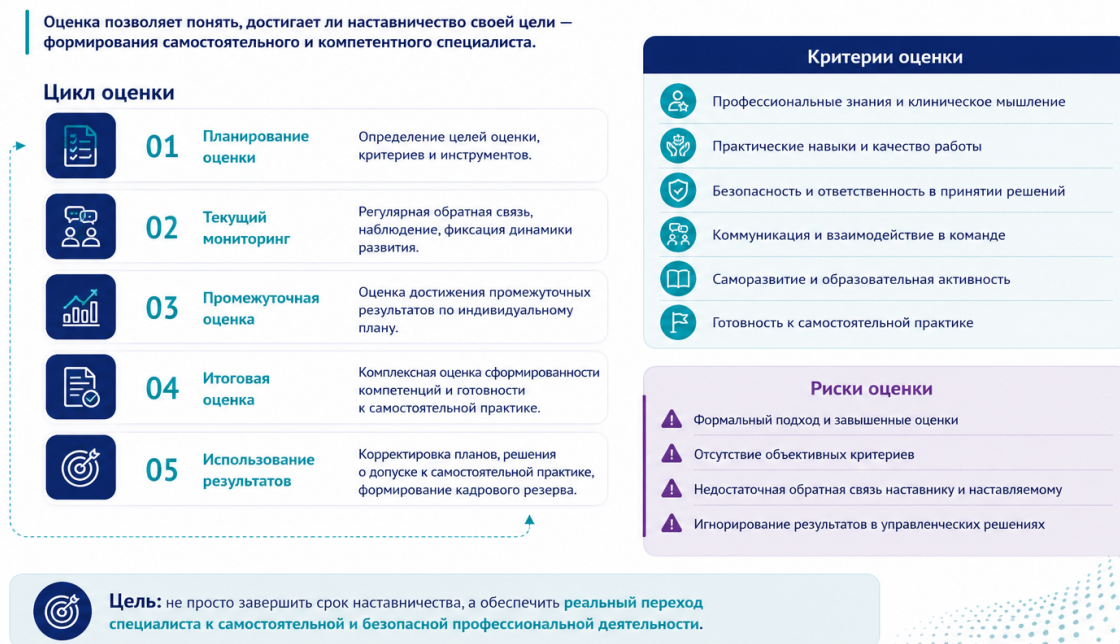 Оценка позволяет понять, достигает ли наставничество своей цели —
формирования самостоятельного и компетентного специалиста.
Цикл оценки
01
Планирование
оценки
Определение целей оценки,
критериев и инструментов.
02
Текущий
мониторинг
Регулярная обратная связь,
наблюдение, фиксация динамики
развития.
03
Промежуточная
оценка
Оценка достижения промежуточных
результатов по индивидуальному
плану.
04
Итоговая
оценка
Комплексная оценка сформированности
компетенций и готовности
к самостоятельной практике.
05
Использование
результатов
Корректировка планов, решения
о допуске к самостоятельной практике,
формирование кадрового резерва.
Критерии оценки
Профессиональные знания и клиническое мышление
Практические навыки и качество работы
Безопасность и ответственность в принятии решений
Коммуникация и взаимодействие в команде
Саморазвитие и образовательная активность
Готовность к самостоятельной практике
Риски оценки
Формальный подход и завышенные оценки
Отсутствие объективных критериев
Недостаточная обратная связь наставнику и наставляемому
Игнорирование результатов в управленческих решениях
Цель: не просто завершить срок наставничества, а обеспечить реальный переход
специалиста к самостоятельной и безопасной профессиональной деятельности.